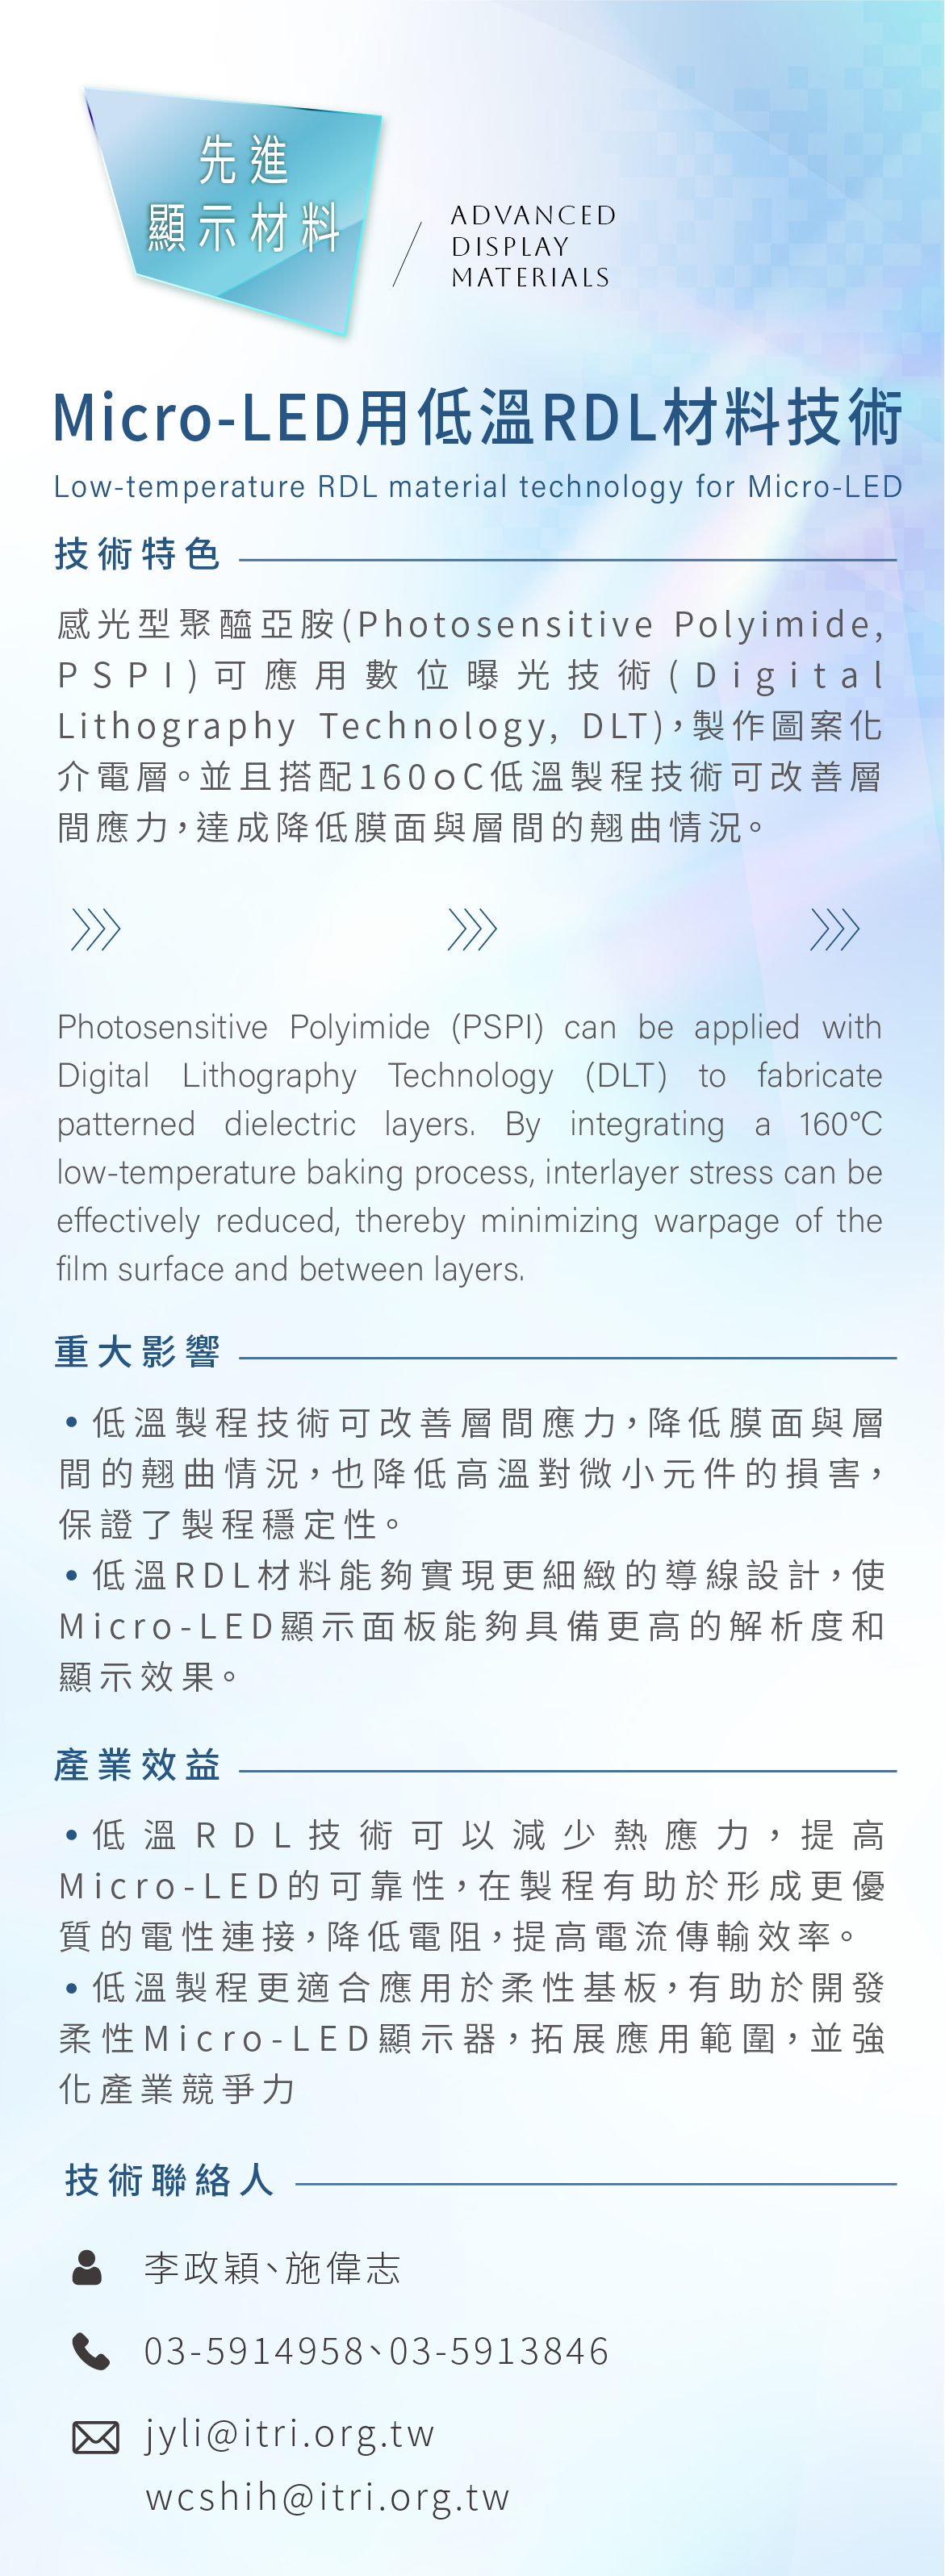 先進
顯示材料
ADVANCED
DISPLAY
MATERIALS
Micro-LED用低溫RDL材料技術
Low-temperature RDL material technology for Micro-LED
技術特色
感光型聚醯亞胺(Photosensitive Polyimide,
PSPI)可應用數位曝光技術(Digital
Lithography Technology, DLT)，製作圖案化
介電層。並且搭配160oC低溫製程技術可改善層
間應力，達成降低膜面與層間的翹曲情況。
Photosensitive Polyimide (PSPI) can be applied with
Digital Lithography Technology (DLT) to fabricate
patterned dielectric layers. By integrating a 160°C
low-temperature baking process, interlayer stress can be
effectively reduced, thereby minimizing warpage of the
film surface and between layers.
重大影響
• 低溫製程技術可改善層間應力，降低膜面與層
間的翹曲情況，也降低高溫對微小元件的損害，
保證了製程穩定性。
• 低溫RDL材料能夠實現更細緻的導線設計，使
Micro-LED顯示面板能夠具備更高的解析度和
顯示效果。
產業效益
• 低溫RDL技術可以減少熱應力，提高
Micro-LED的可靠性，在製程有助於形成更優
質的電性連接，降低電阻，提高電流傳輸效率。
• 低溫製程更適合應用於柔性基板，有助於開發
柔性Micro-LED顯示器，拓展應用範圍，並強
化產業競爭力
技術聯絡人
李政穎、施偉志
03-5914958、03-5913846
jyli@itri.org.tw
wcshih@itri.org.tw